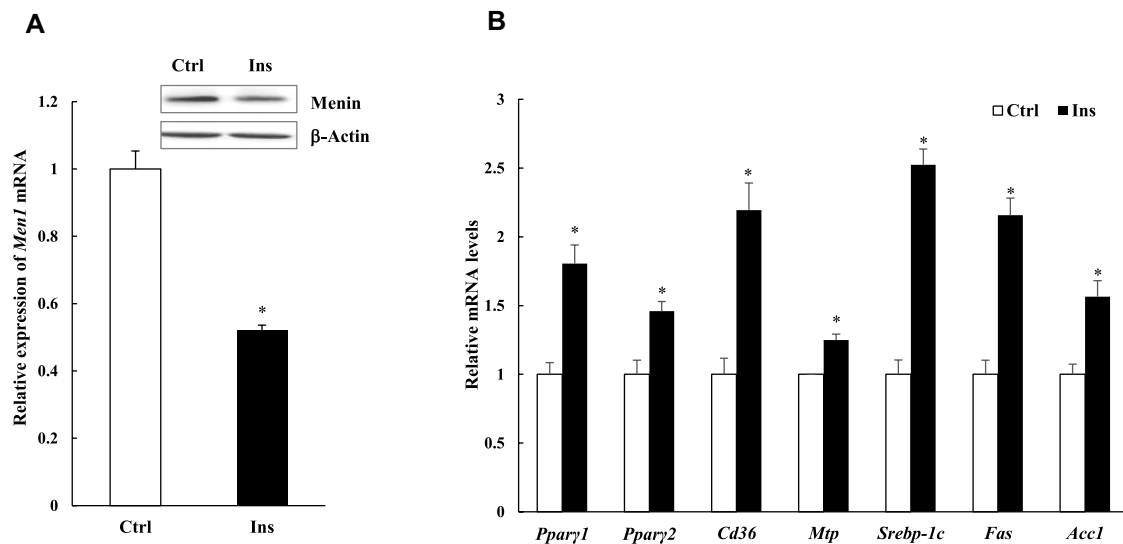 A
Ctrl Ins
Menin
β-Actin
Relative expression of Men1 mRNA
1.2
1
0.8
0.6
0.4
0.2
0
*
Ctrl Ins
B
Ctrl Ins
Relative mRNA levels
3
2.5
2
1.5
1
0.5
0
* * * * * * *
Pparγ1 Pparγ2 Cd36 Mtp Srebp-1c Fas Acc1